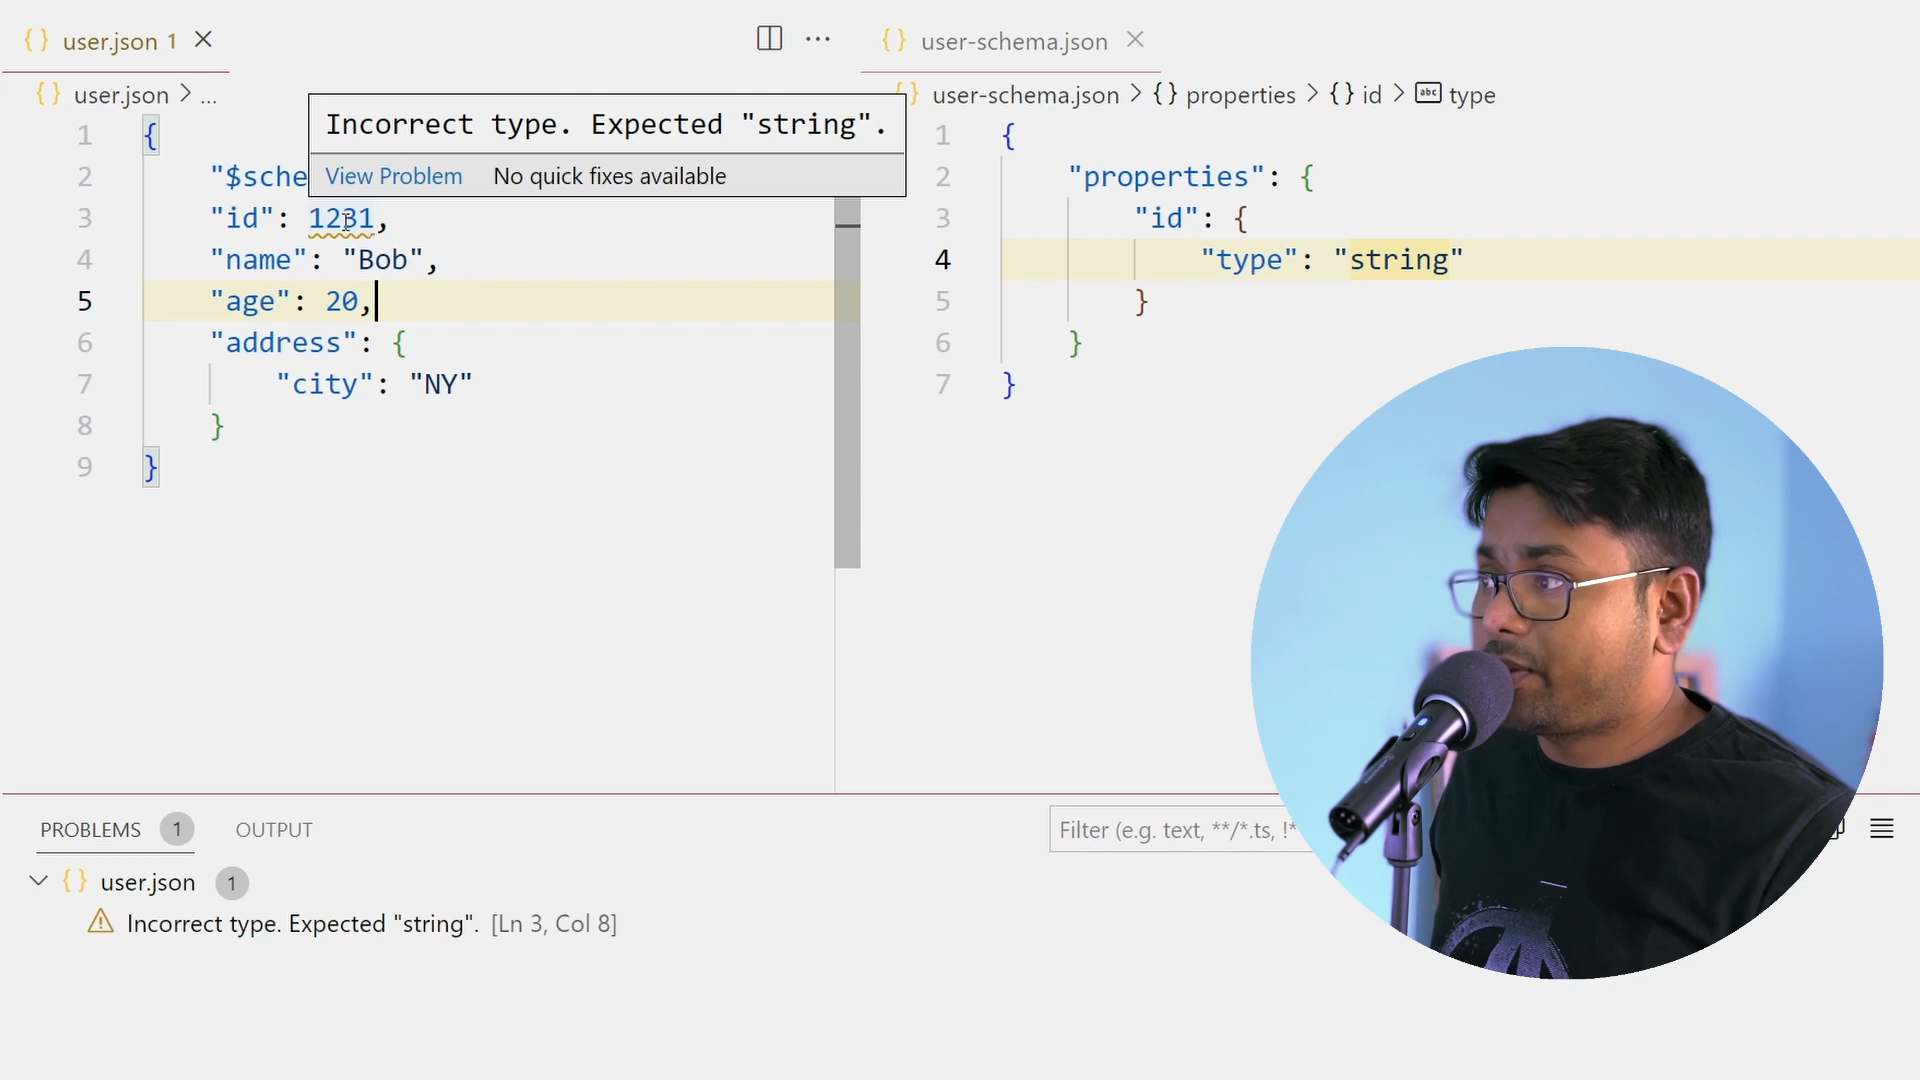 user.json 1
user.json > ...
Incorrect type. Expected "string".
View Problem No quick fixes available
1 {
2 "$sche
3 "id": 1231,
4 "name": "Bob",
5 "age": 20,
6 "address": {
7 "city": "NY"
8 }
9 }
user-schema.json
user-schema.json > {} properties > {} id > abc type
1 {
2 "properties": {
3 "id": {
4 "type": "string"
5 }
6 }
7 }
PROBLEMS 1 OUTPUT
Filter (e.g. text, **/*.ts, !*
user.json 1
Incorrect type. Expected "string". [Ln 3, Col 8]